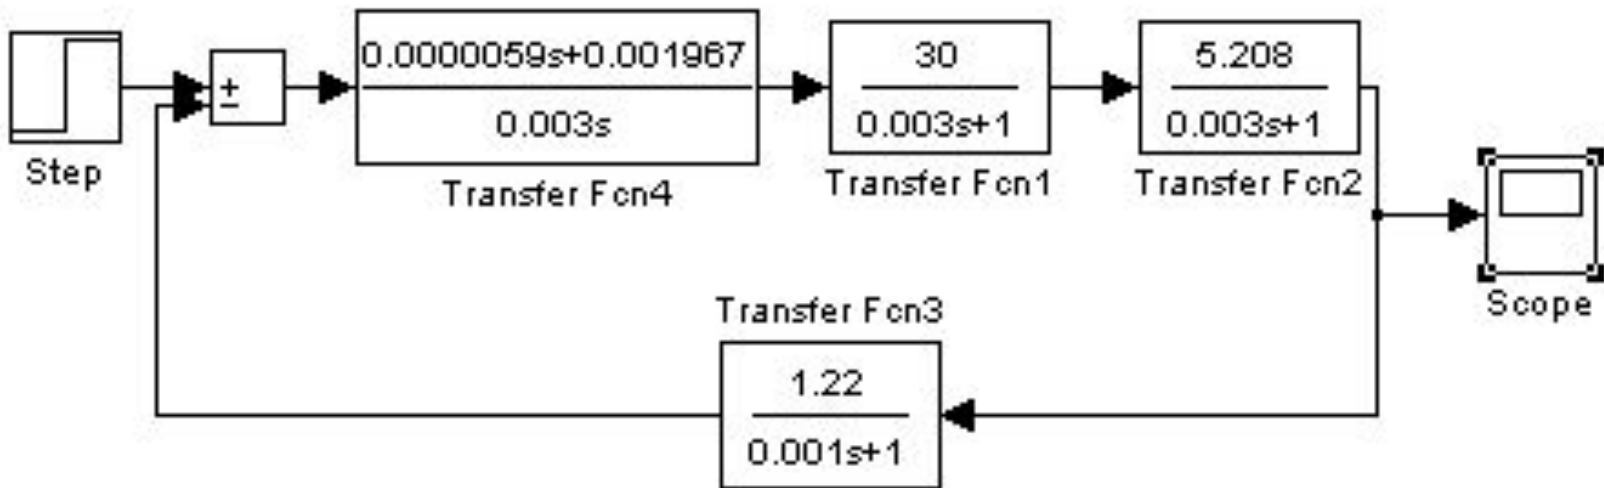 0.0000059s+0.001967
0.003s
30
0.003s+1
5.208
0.003s+1
+
−
Step
Transfer Fcn4
Transfer Fcn1
Transfer Fcn2
Scope
Transfer Fcn3
1.22
0.001s+1